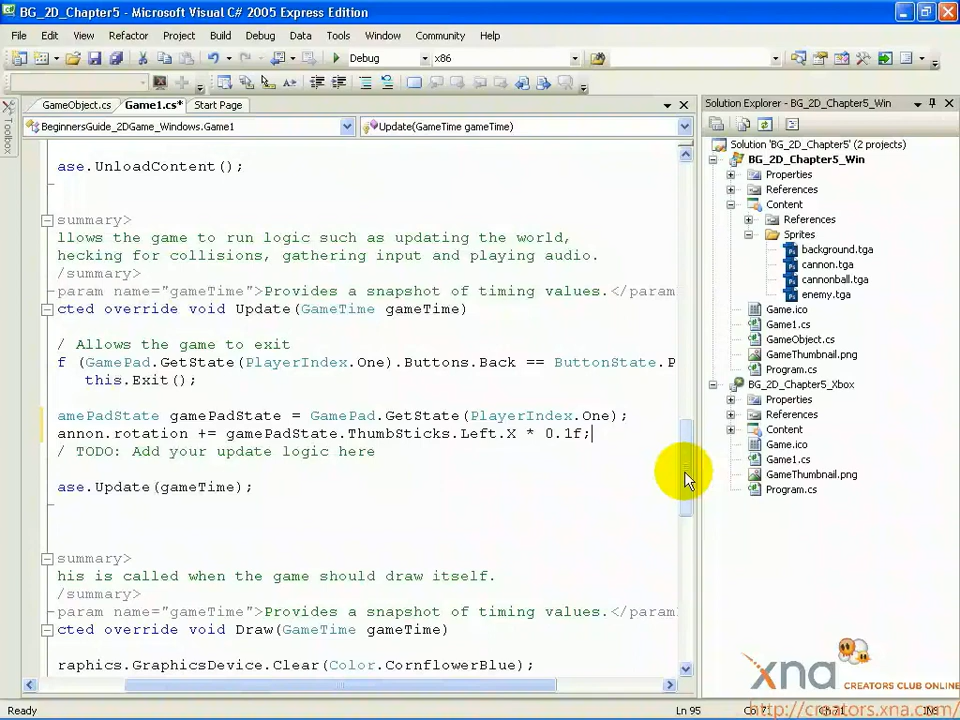 BG_2D_Chapter5 - Microsoft Visual C# 2005 Express Edition
File Edit View Refactor Project Build Debug Data Tools Window Community Help
Debug x86
GameObject.cs Game1.cs* Start Page
BeginnersGuide_2DGame_Windows.Game1 Update(GameTime gameTime)
Toolbox
ase.UnloadContent();
summary>
llows the game to run logic such as updating the world,
hecking for collisions, gathering input and playing audio.
/summary>
param name="gameTime">Provides a snapshot of timing values.</param
cted override void Update(GameTime gameTime)
/ Allows the game to exit
f (GamePad.GetState(PlayerIndex.One).Buttons.Back == ButtonState.P
this.Exit();
amePadState gamePadState = GamePad.GetState(PlayerIndex.One);
annon.rotation += gamePadState.ThumbSticks.Left.X * 0.1f;
/ TODO: Add your update logic here
ase.Update(gameTime);
summary>
his is called when the game should draw itself.
/summary>
param name="gameTime">Provides a snapshot of timing values.</param
cted override void Draw(GameTime gameTime)
raphics.GraphicsDevice.Clear(Color.CornflowerBlue);
Solution Explorer - BG_2D_Chapter5_Win
Solution 'BG_2D_Chapter5' (2 projects)
BG_2D_Chapter5_Win
Properties
References
Content
References
Sprites
background.tga
cannon.tga
cannonball.tga
enemy.tga
Game.ico
Game1.cs
GameObject.cs
GameThumbnail.png
Program.cs
BG_2D_Chapter5_Xbox
Properties
References
Content
Game.ico
Game1.cs
GameThumbnail.png
Program.cs
xna CREATORS CLUB ONLINE
http://creators.xna.com/
Ready Ln 95